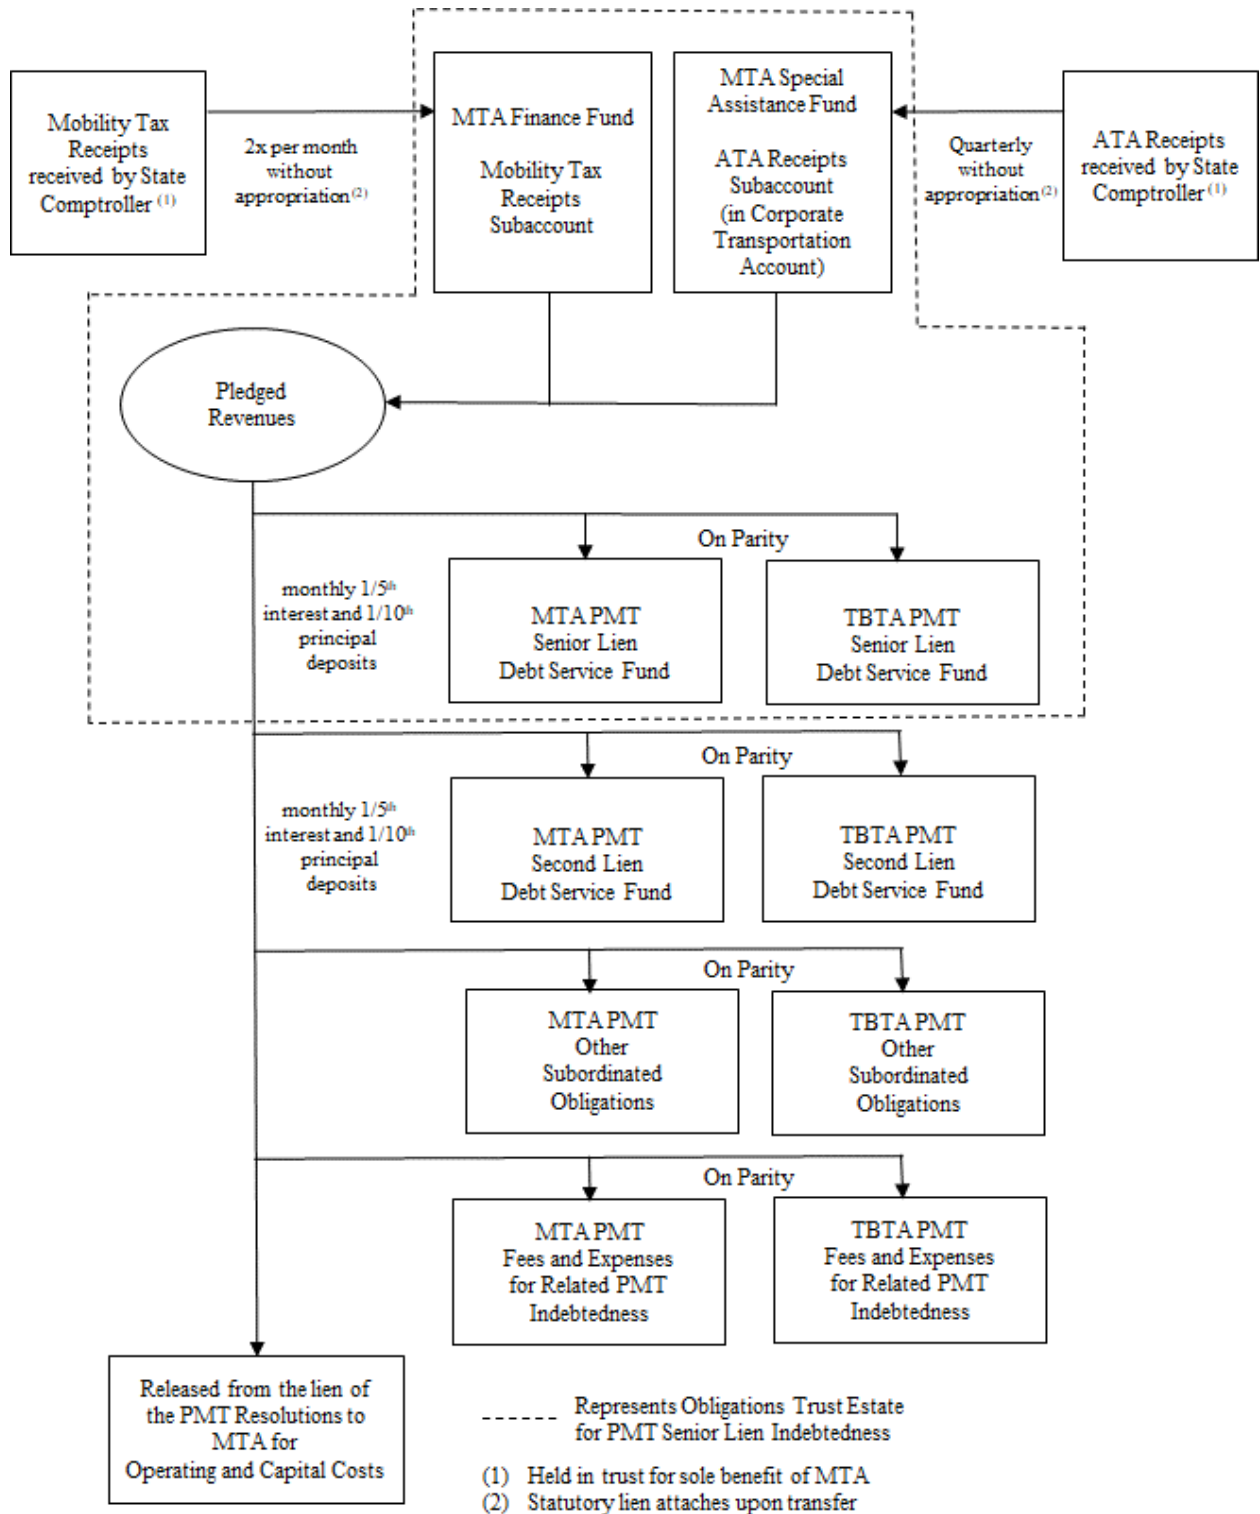 Mobility Tax
Receipts
received by State
Comptroller (1)
2x per month
without
appropriation(2)
MTA Finance Fund
Mobility Tax
Receipts
Subaccount
MTA Special
Assistance Fund
ATA Receipts
Subaccount
(in Corporate
Transportation
Account)
Quarterly
without
appropriation(2)
ATA Receipts
received by State
Comptroller(1)
Pledged
Revenues
On Parity
monthly 1/5th
interest and 1/10th
principal
deposits
MTA PMT
Senior Lien
Debt Service Fund
TBTA PMT
Senior Lien
Debt Service Fund
On Parity
monthly 1/5th
interest and 1/10th
principal
deposits
MTA PMT
Second Lien
Debt Service Fund
TBTA PMT
Second Lien
Debt Service Fund
On Parity
MTA PMT
Other
Subordinated
Obligations
TBTA PMT
Other
Subordinated
Obligations
On Parity
MTA PMT
Fees and Expenses
for Related PMT
Indebtedness
TBTA PMT
Fees and Expenses
for Related PMT
Indebtedness
Released from the lien of
the PMT Resolutions to
MTA for
Operating and Capital Costs
Represents Obligations Trust Estate
for PMT Senior Lien Indebtedness
(1) Held in trust for sole benefit of MTA
(2) Statutory lien attaches upon transfer